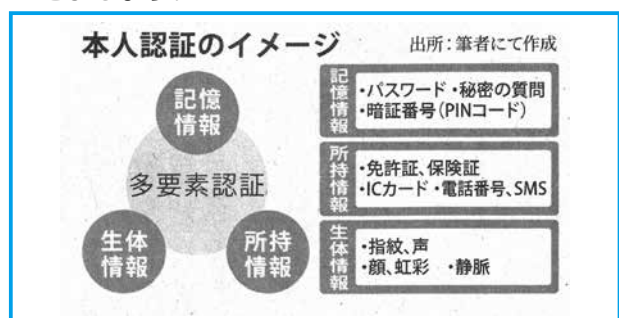 本人認証のイメージ
出所：筆者にて作成
記憶
情報
多要素認証
生体
情報
所持
情報
記憶情報
・パスワード・秘密の質問
・暗証番号(PINコード)
所持情報
・免許証、保険証
・ICカード・電話番号、SMS
生体情報
・指紋、声
・顔、虹彩 ・静脈